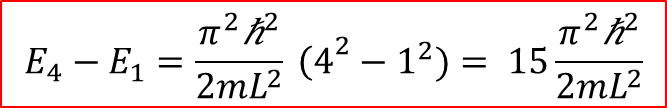 E₄ − E₁ = π²ℏ²/2mL² (4² − 1²) = 15 π²ℏ²/2mL²